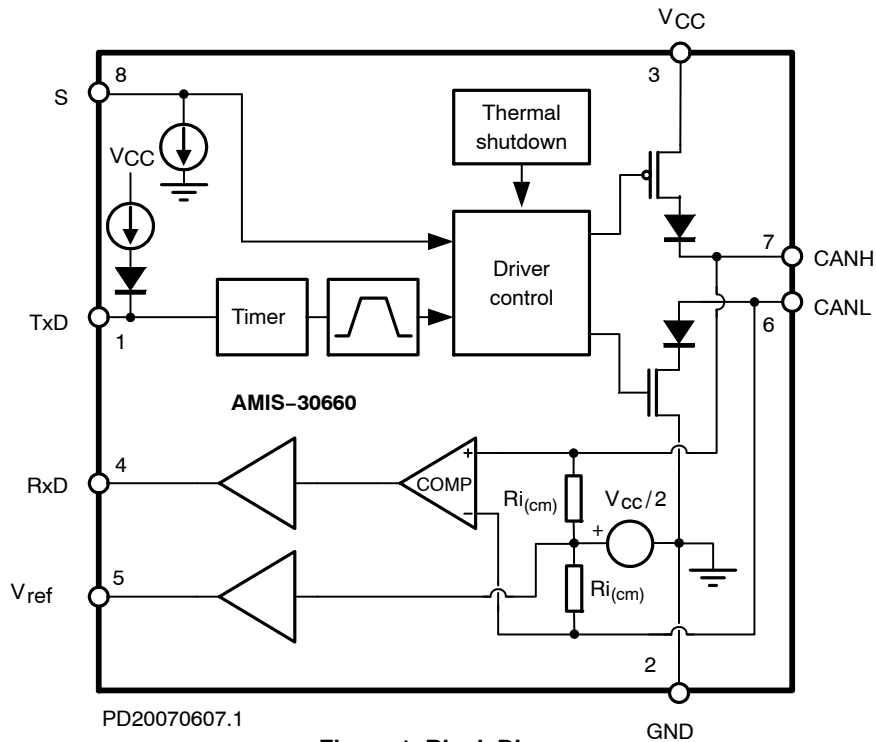 VCC
3
8
S
Thermal
shutdown
VCC
7
CANH
Driver
control
CANL
6
TxD
1
Timer
AMIS−30660
4
RxD
+
COMP
−
Ri(cm)
VCC/2
+
5
Vref
Ri(cm)
2
PD20070607.1
GND